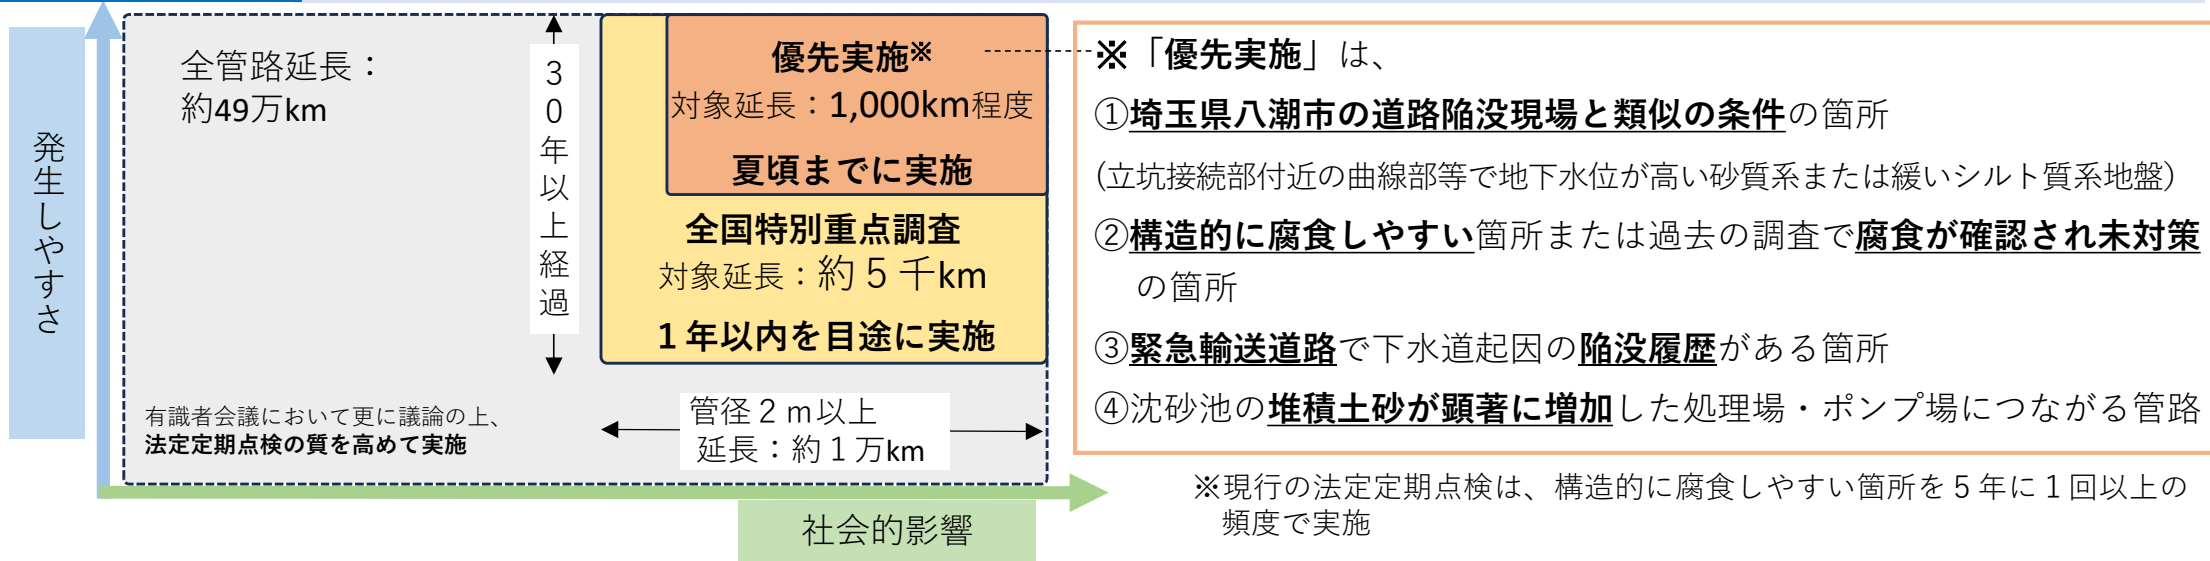 発生しやすさ
全管路延長：
約49万km
30年以上経過
優先実施※
対象延長：1,000km程度
夏頃までに実施
全国特別重点調査
対象延長：約５千km
１年以内を目途に実施
有識者会議において更に議論の上、
法定定期点検の質を高めて実施
管径２ｍ以上
延長：約１万km
社会的影響
※「優先実施」は、
①埼玉県八潮市の道路陥没現場と類似の条件の箇所
(立坑接続部付近の曲線部等で地下水位が高い砂質系または緩いシルト質系地盤)
②構造的に腐食しやすい箇所または過去の調査で腐食が確認され未対策
の箇所
③緊急輸送道路で下水道起因の陥没履歴がある箇所
④沈砂池の堆積土砂が顕著に増加した処理場・ポンプ場につながる管路
※現行の法定定期点検は、構造的に腐食しやすい箇所を５年に１回以上の
頻度で実施